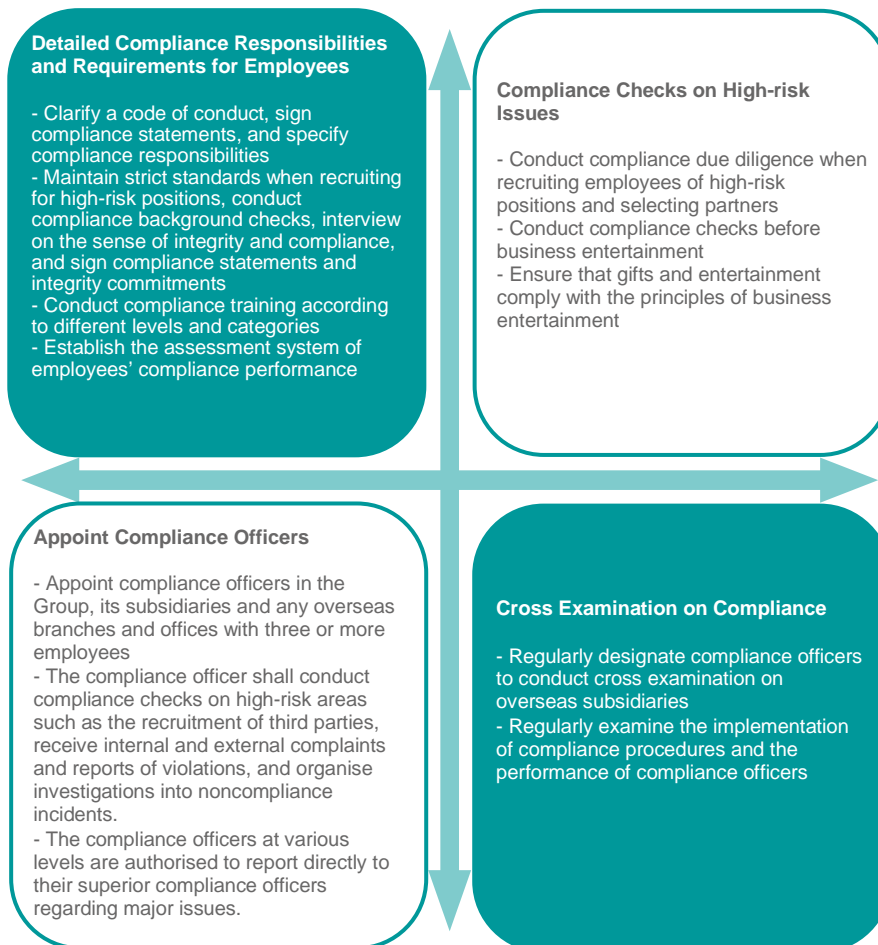 Detailed Compliance Responsibilities
and Requirements for Employees
- Clarify a code of conduct, sign
compliance statements, and specify
compliance responsibilities
- Maintain strict standards when recruiting
for high-risk positions, conduct
compliance background checks, interview
on the sense of integrity and compliance,
and sign compliance statements and
integrity commitments
- Conduct compliance training according
to different levels and categories
- Establish the assessment system of
employees’ compliance performance
Compliance Checks on High-risk
Issues
- Conduct compliance due diligence when
recruiting employees of high-risk
positions and selecting partners
- Conduct compliance checks before
business entertainment
- Ensure that gifts and entertainment
comply with the principles of business
entertainment
Appoint Compliance Officers
- Appoint compliance officers in the
Group, its subsidiaries and any overseas
branches and offices with three or more
employees
- The compliance officer shall conduct
compliance checks on high-risk areas
such as the recruitment of third parties,
receive internal and external complaints
and reports of violations, and organise
investigations into noncompliance
incidents.
- The compliance officers at various
levels are authorised to report directly to
their superior compliance officers
regarding major issues.
Cross Examination on Compliance
- Regularly designate compliance officers
to conduct cross examination on
overseas subsidiaries
- Regularly examine the implementation
of compliance procedures and the
performance of compliance officers